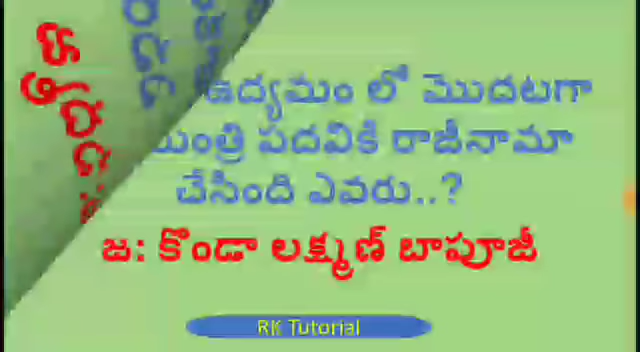 ఉద్యమం లో మొదటగా
మంత్రి పదవికి రాజీనామా
చేసింది ఎవరు..?
జ: కొండా లక్ష్మణ్ బాపూజీ
RK Tutorial